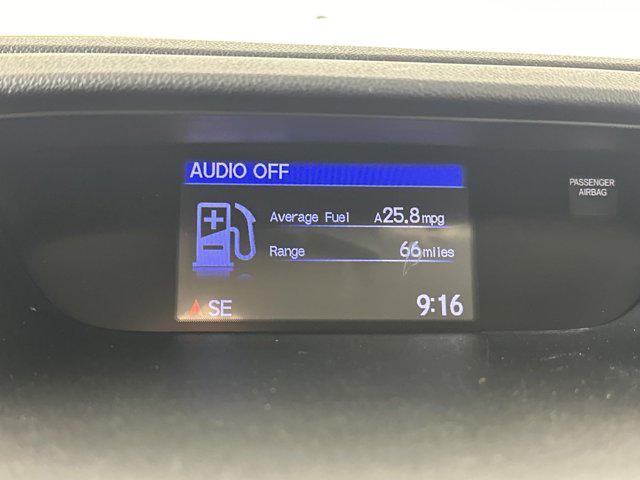 AUDIO OFF
PASSENGER
AIRBAG
Average Fuel A25.8mpg
Range 66miles
SE 9:16